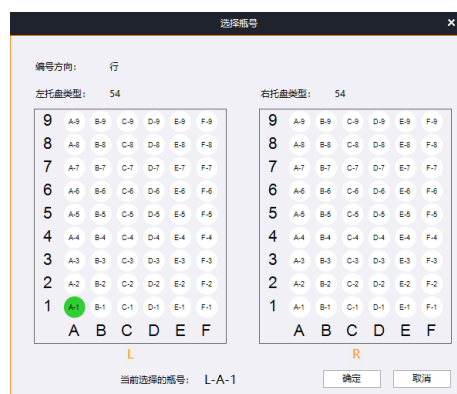 选择瓶号 ×
编号方向: 行
左托盘类型: 54 右托盘类型: 54
9 A-9 B-9 C-9 D-9 E-9 F-9 9 A-9 B-9 C-9 D-9 E-9 F-9
8 A-8 B-8 C-8 D-8 E-8 F-8 8 A-8 B-8 C-8 D-8 E-8 F-8
7 A-7 B-7 C-7 D-7 E-7 F-7 7 A-7 B-7 C-7 D-7 E-7 F-7
6 A-6 B-6 C-6 D-6 E-6 F-6 6 A-6 B-6 C-6 D-6 E-6 F-6
5 A-5 B-5 C-5 D-5 E-5 F-5 5 A-5 B-5 C-5 D-5 E-5 F-5
4 A-4 B-4 C-4 D-4 E-4 F-4 4 A-4 B-4 C-4 D-4 E-4 F-4
3 A-3 B-3 C-3 D-3 E-3 F-3 3 A-3 B-3 C-3 D-3 E-3 F-3
2 A-2 B-2 C-2 D-2 E-2 F-2 2 A-2 B-2 C-2 D-2 E-2 F-2
1 A-1 B-1 C-1 D-1 E-1 F-1 1 A-1 B-1 C-1 D-1 E-1 F-1
A B C D E F A B C D E F
L R
当前选择的瓶号: L-A-1 确定 取消